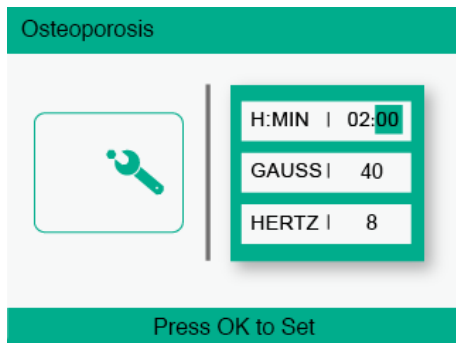 Osteoporosis
H:MIN | 02:00
GAUSS | 40
HERTZ | 8
Press OK to Set